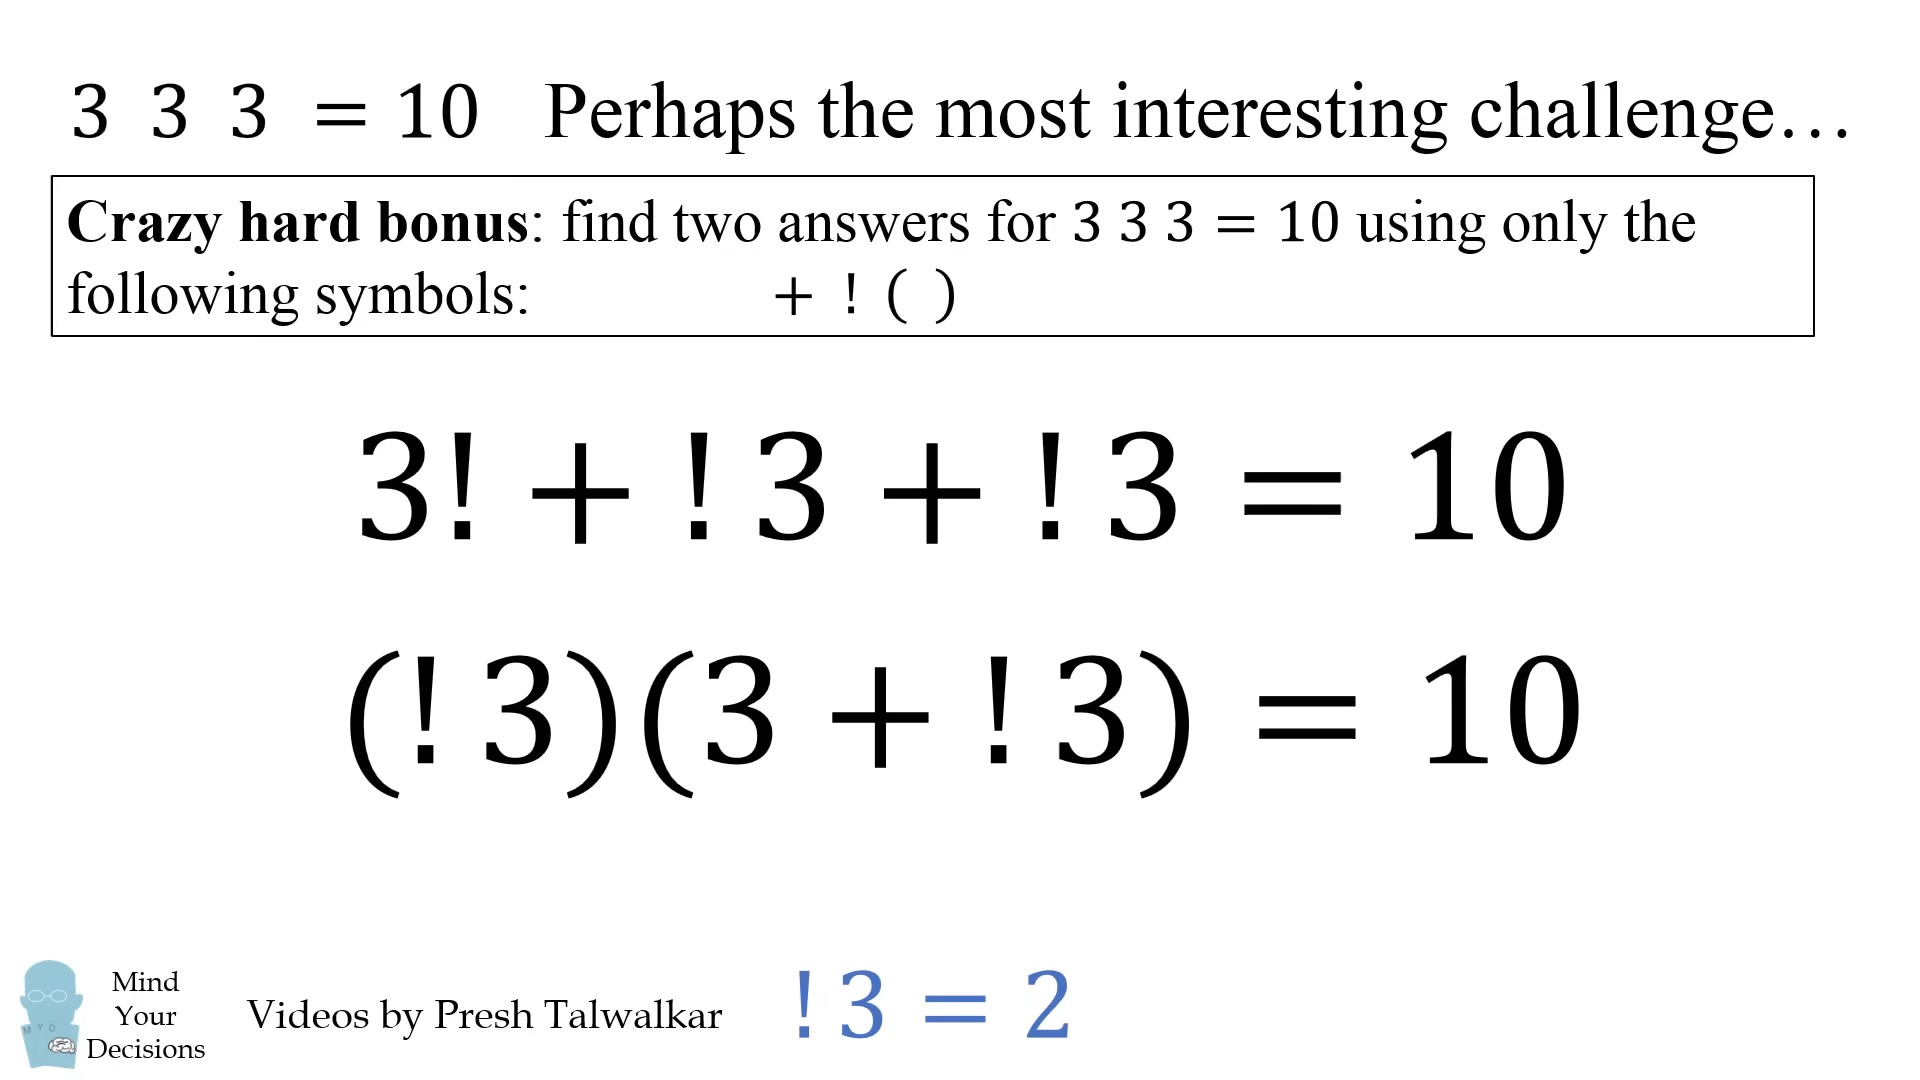 3 3 3 = 10 Perhaps the most interesting challenge…
Crazy hard bonus: find two answers for 3 3 3 = 10 using only the
following symbols: + ! ( )
3! + !3 + !3 = 10
(!3)(3 + !3) = 10
M Y D
Mind
Your
Decisions
Videos by Presh Talwalkar
!3 = 2